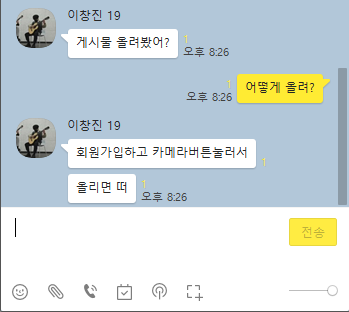 이창진 19
게시물 올려봤어?
1
오후 8:26
1
오후 8:26
어떻게 올려?
이창진 19
회원가입하고 카메라버튼눌러서
1
올리면 떠
1
오후 8:26
전송